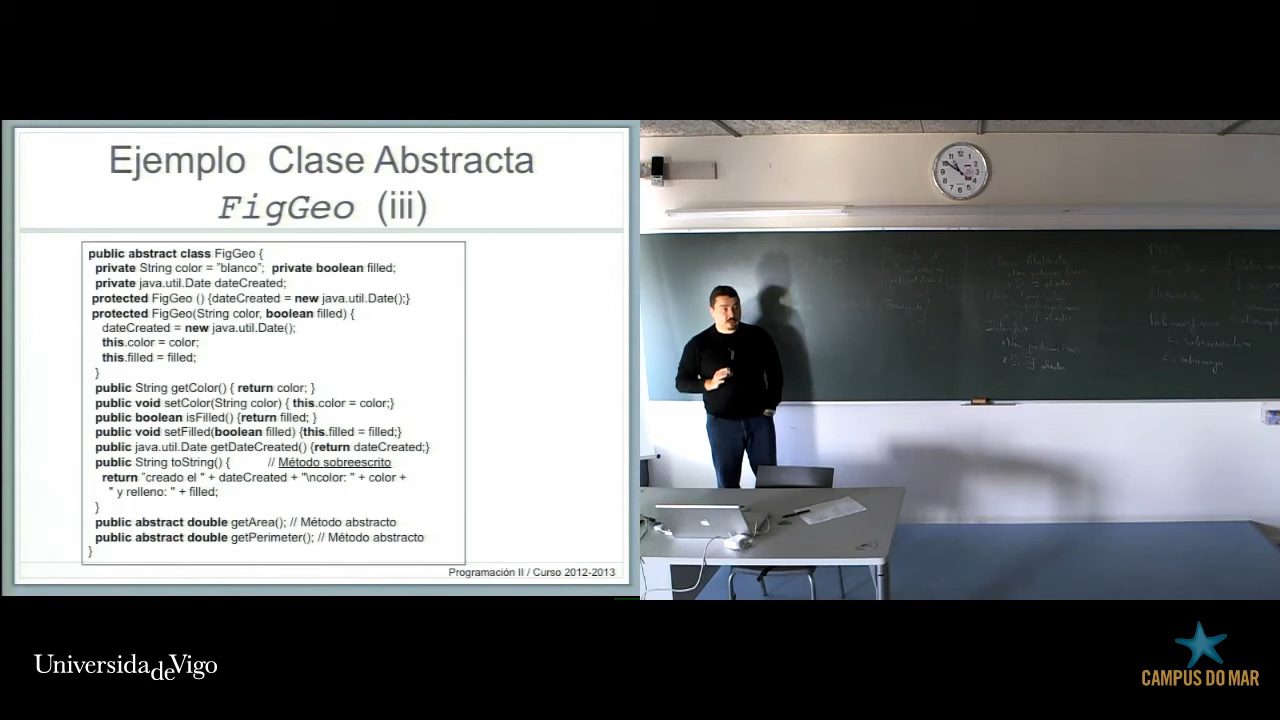 Ejemplo Clase Abstracta
FigGeo (iii)
public abstract class FigGeo {
private String color = "blanco"; private boolean filled;
private java.util.Date dateCreated;
protected FigGeo () {dateCreated = new java.util.Date();}
protected FigGeo(String color, boolean filled) {
dateCreated = new java.util.Date();
this.color = color;
this.filled = filled;
}
public String getColor() { return color; }
public void setColor(String color) { this.color = color;}
public boolean isFilled() {return filled; }
public void setFilled(boolean filled) {this.filled = filled;}
public java.util.Date getDateCreated() {return dateCreated;}
public String toString() { // Método sobreescrito
return "creado el " + dateCreated + "\ncolor: " + color +
" y relleno: " + filled;
}
public abstract double getArea(); // Método abstracto
public abstract double getPerimeter(); // Método abstracto
}
Programación II / Curso 2012-2013
UniversidadeVigo
CAMPUS DO MAR